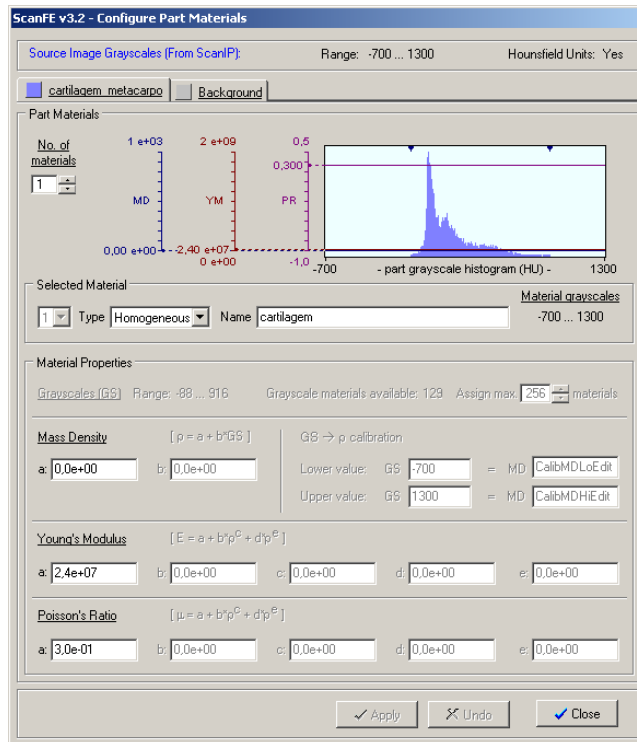 ScanFE v3.2 - Configure Part Materials
Source Image Grayscales (From ScanIP): Range: -700 ... 1300 Hounsfield Units: Yes
cartilagem_metacarpo Background
Part Materials
No. of materials
1
1 e+03 2 e+09 0,5
0,300
MD YM PR
0,00 e+00 2,40 e+07
0 e+00 -1,0
-700 - part grayscale histogram (HU) - 1300
Selected Material
Material grayscales
1 Type Homogeneous Name cartilagem -700 ... 1300
Material Properties
Grayscales (GS) Range: -88 ... 916 Grayscale materials available: 129 Assign max. 256 materials
Mass Density [ ρ = a + b*GS ] GS → ρ calibration
a: 0,0e+00 b: 0,0e+00 Lower value: GS -700 = MD CalibMDLoEdit
Upper value: GS 1300 = MD CalibMDHiEdit
Young's Modulus [ E = a + b*ρ^c + d*ρ^e ]
a: 2,4e+07 b: 0,0e+00 c: 0,0e+00 d: 0,0e+00 e: 0,0e+00
Poisson's Ratio [ μ = a + b*ρ^c + d*ρ^e ]
a: 3,0e-01 b: 0,0e+00 c: 0,0e+00 d: 0,0e+00 e: 0,0e+00
Apply Undo Close